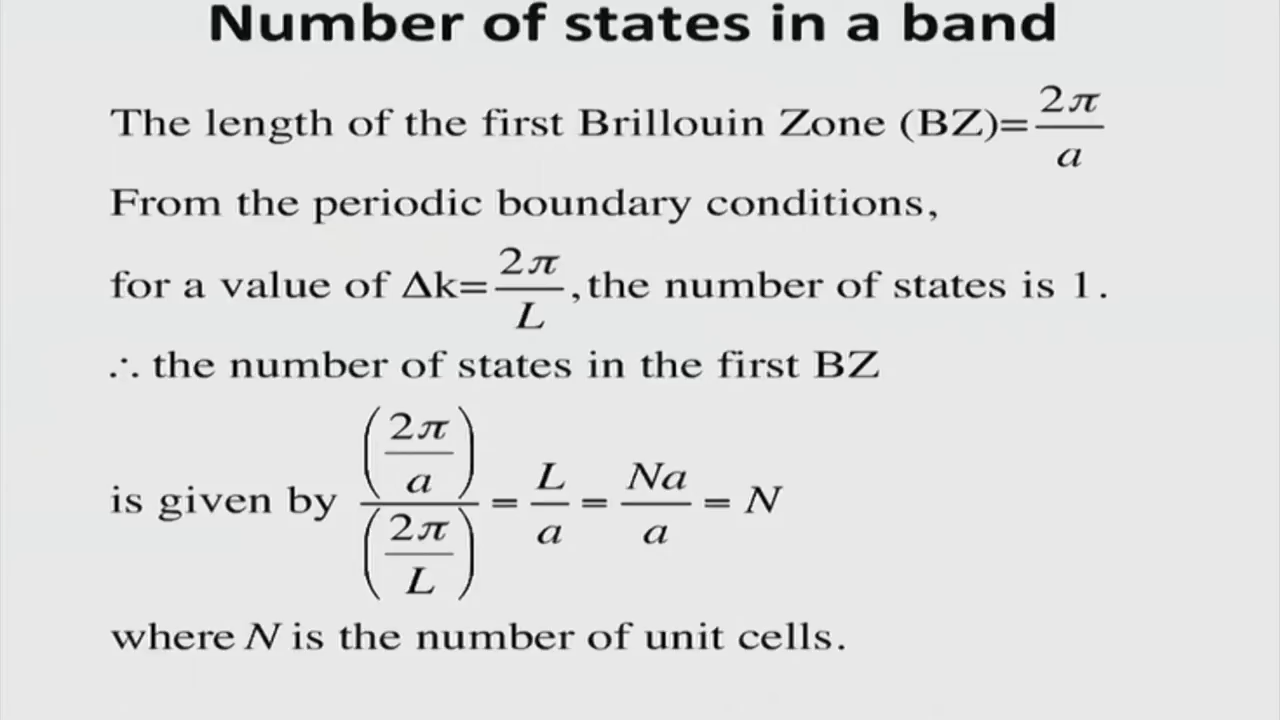 Number of states in a band
The length of the first Brillouin Zone (BZ)=2π/a
From the periodic boundary conditions,
for a value of Δk=2π/L, the number of states is 1.
∴ the number of states in the first BZ
is given by (2π/a)/(2π/L) = L/a = Na/a = N
where N is the number of unit cells.